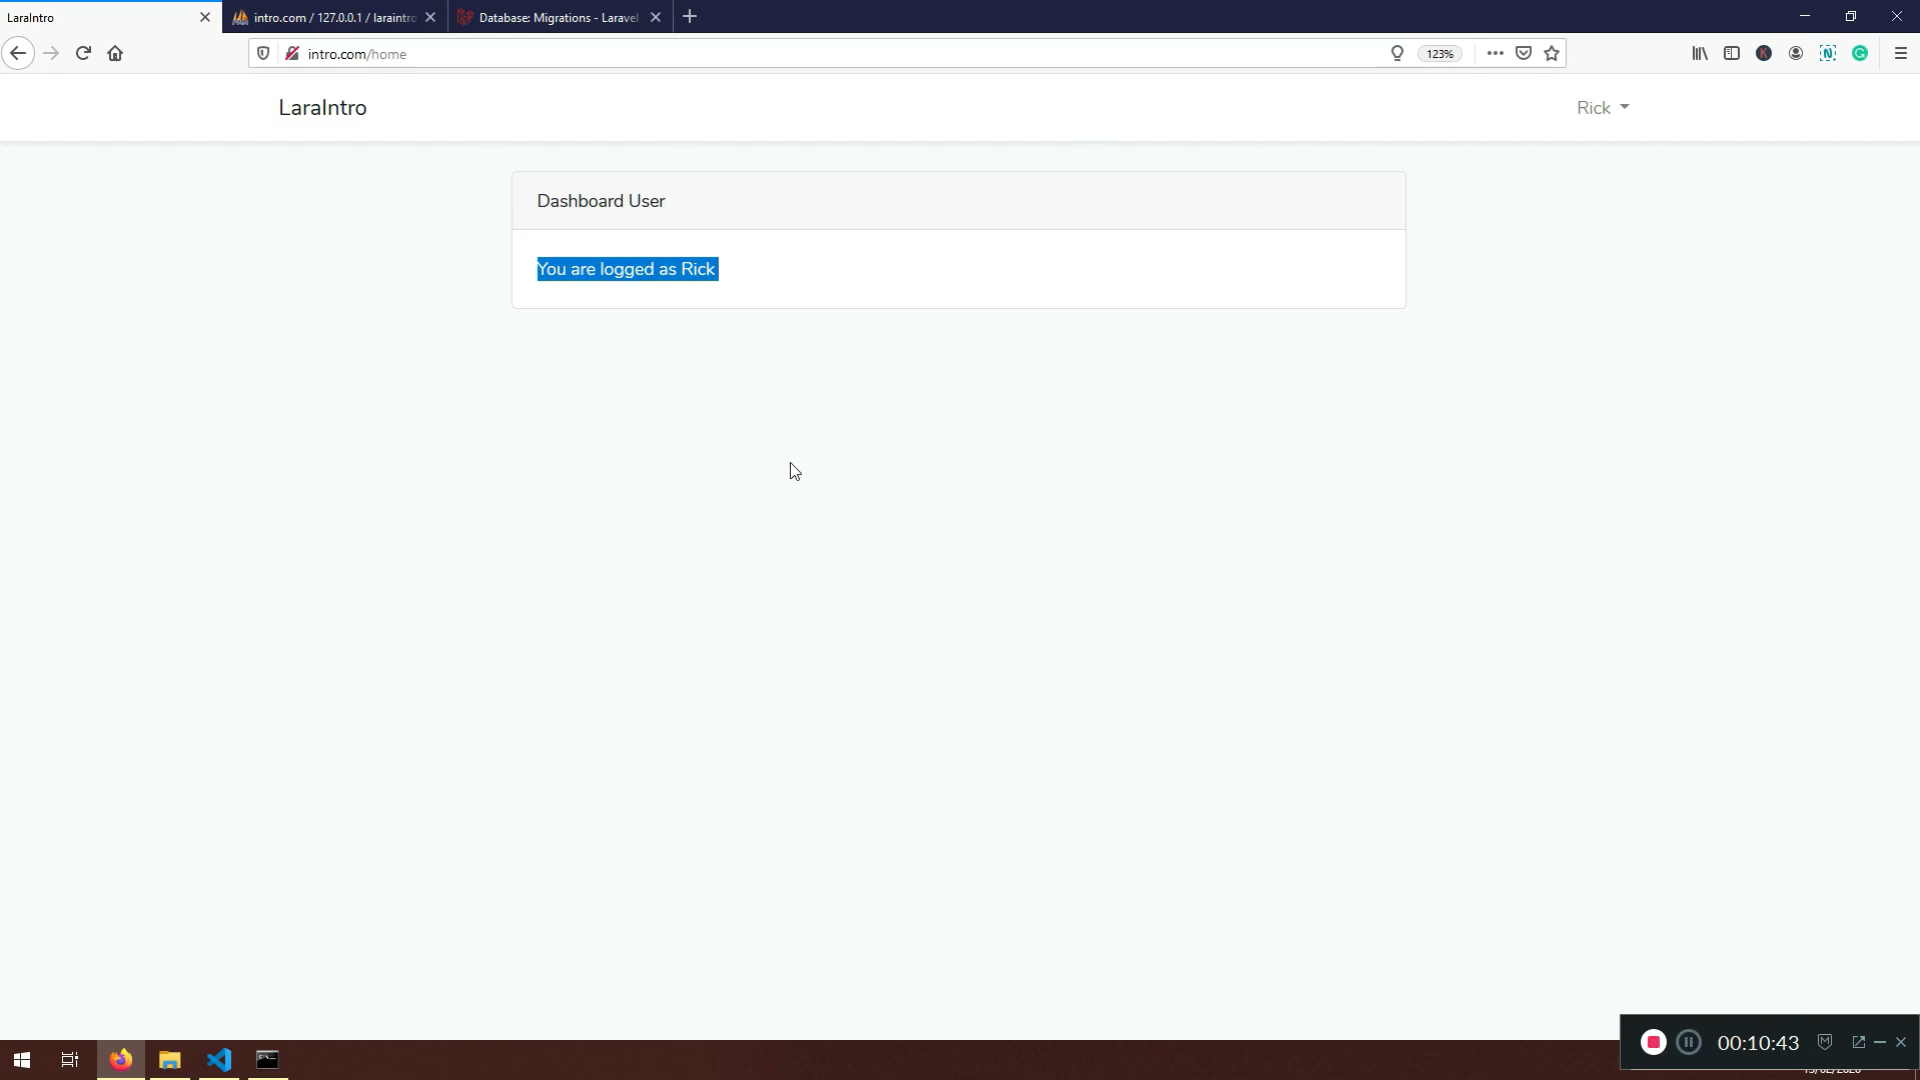 LaraIntro
intro.com / 127.0.0.1 / laraintro
Database: Migrations - Laravel
intro.com/home
123%
LaraIntro
Rick
Dashboard User
You are logged as Rick
00:10:43